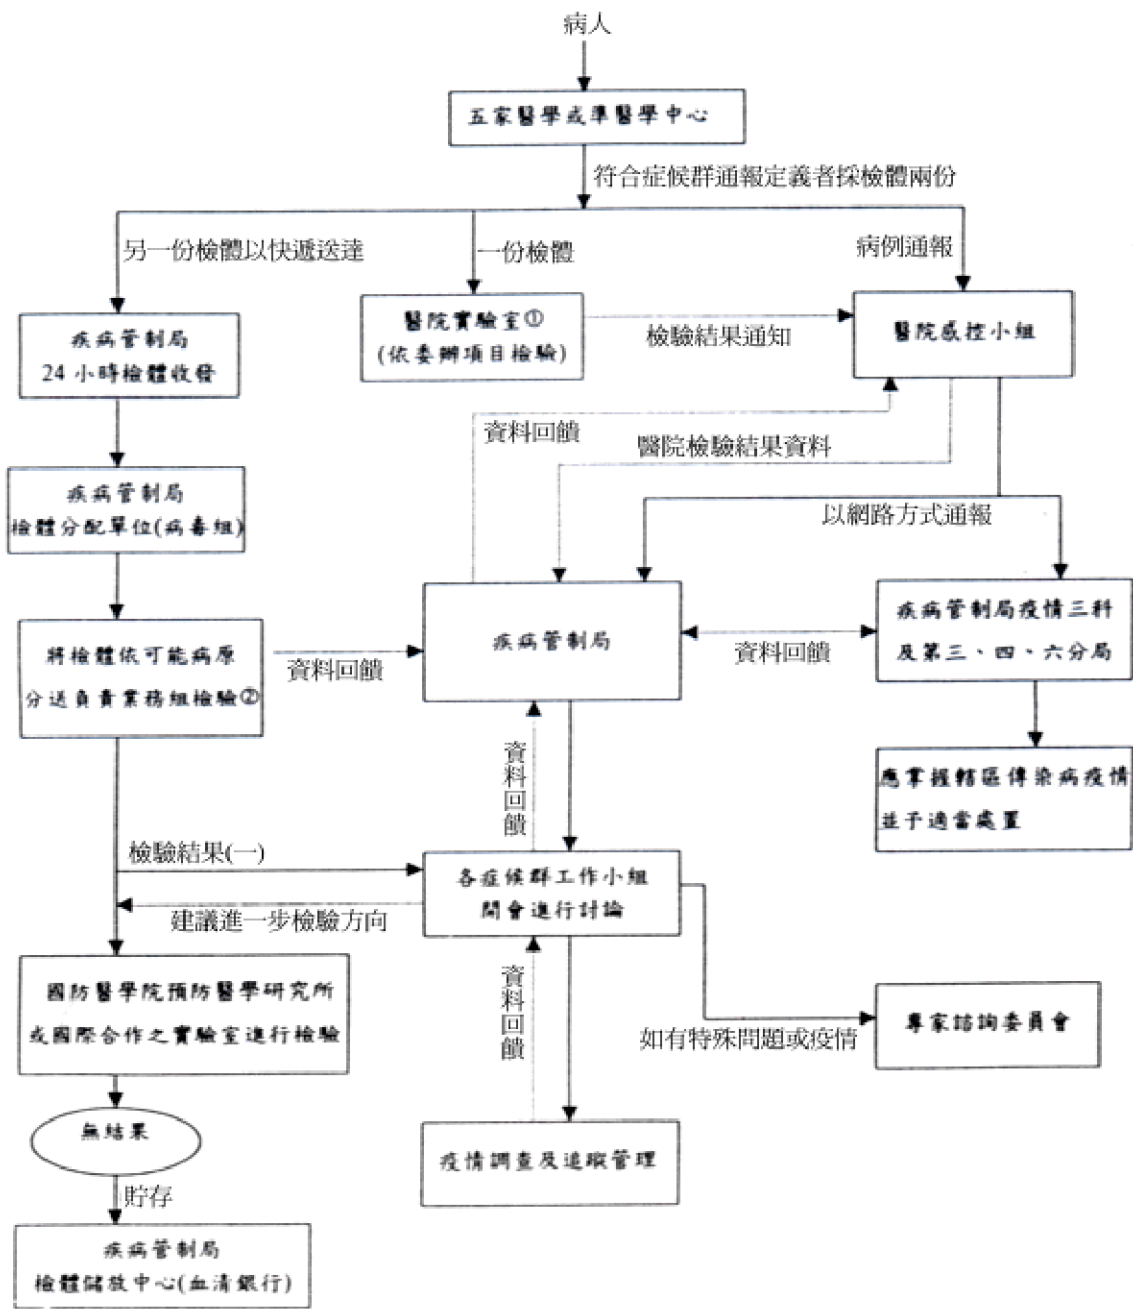 病人
五家醫學或準醫學中心
符合症候群通報定義者採檢體兩份
另一份檢體以快遞送達
一份檢體
病例通報
疾病管制局
24 小時檢體收發
醫院實驗室①
(依委辦項目檢驗)
檢驗結果通知
醫院感控小組
資料回饋
醫院檢驗結果資料
以網路方式通報
疾病管制局
檢體分配單位(病毒組)
將檢體依可能病原
分送負責業務組檢驗②
資料回饋
疾病管制局
資料回饋
疾病管制局疫情三科
及第三、四、六分局
應掌握轄區傳染病疫情
並予適當處置
資料回饋
檢驗結果(一)
建議進一步檢驗方向
各症候群工作小組
開會進行討論
國防醫學院預防醫學研究所
或國際合作之實驗室進行檢驗
資料回饋
如有特殊問題或疫情
專家諮詢委員會
無結果
疫情調查及追蹤管理
貯存
疾病管制局
檢體儲放中心(血清銀行)